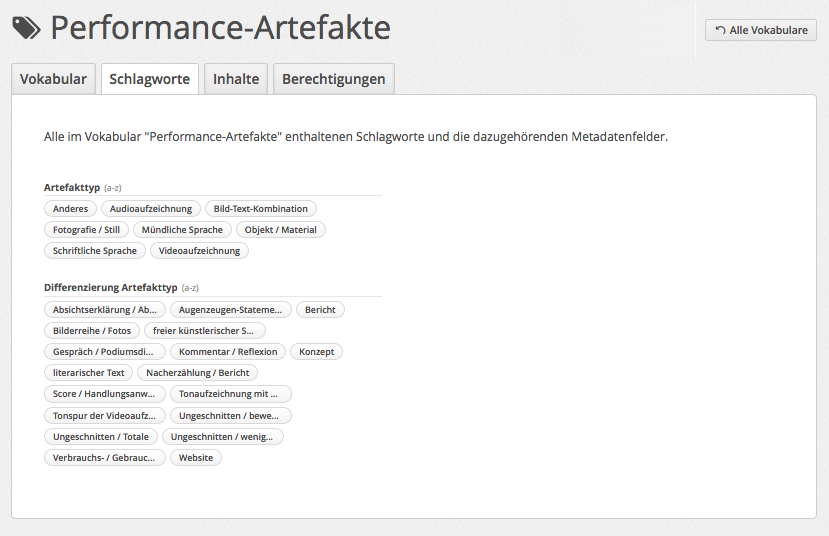 Performance-Artefakte
Alle Vokabulare
Vokabular Schlagworte Inhalte Berechtigungen
Alle im Vokabular "Performance-Artefakte" enthaltenen Schlagworte und die dazugehörenden Metadatenfelder.
Artefakttyp (a-z)
Anderes Audioaufzeichnung Bild-Text-Kombination
Fotografie / Still Mündliche Sprache Objekt / Material
Schriftliche Sprache Videoaufzeichnung
Differenzierung Artefakttyp (a-z)
Absichtserklärung / Ab... Augenzeugen-Stateme... Bericht
Bilderreihe / Fotos freier künstlerischer S...
Gespräch / Podiumsdi... Kommentar / Reflexion Konzept
literarischer Text Nacherzählung / Bericht
Score / Handlungsanw... Tonaufzeichnung mit ...
Tonspur der Videoaufz... Ungeschnitten / bewe...
Ungeschnitten / Totale Ungeschnitten / wenig...
Verbrauchs- / Gebrauc... Website